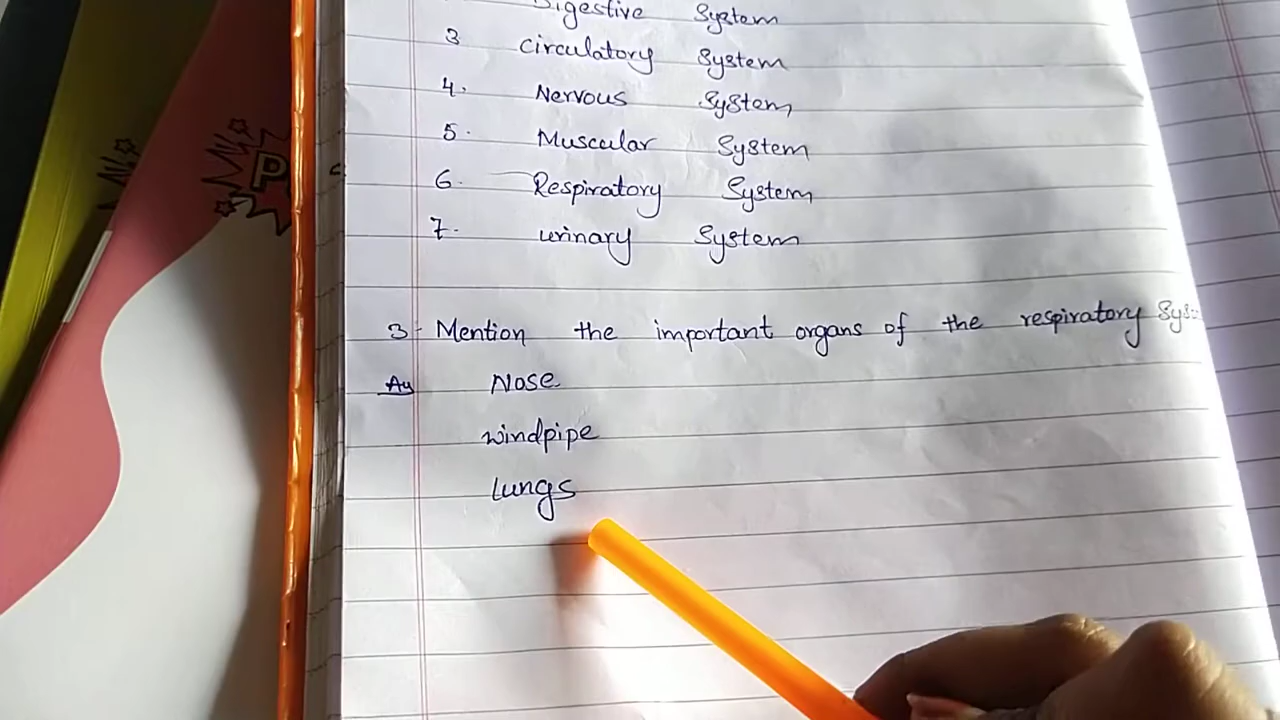 Digestive System
3 circulatory System
4. Nervous System
5. Muscular System
6. Respiratory System
7. urinary System
3 Mention the important organs of the respiratory Sys
Ans Nose
windpipe
Lungs